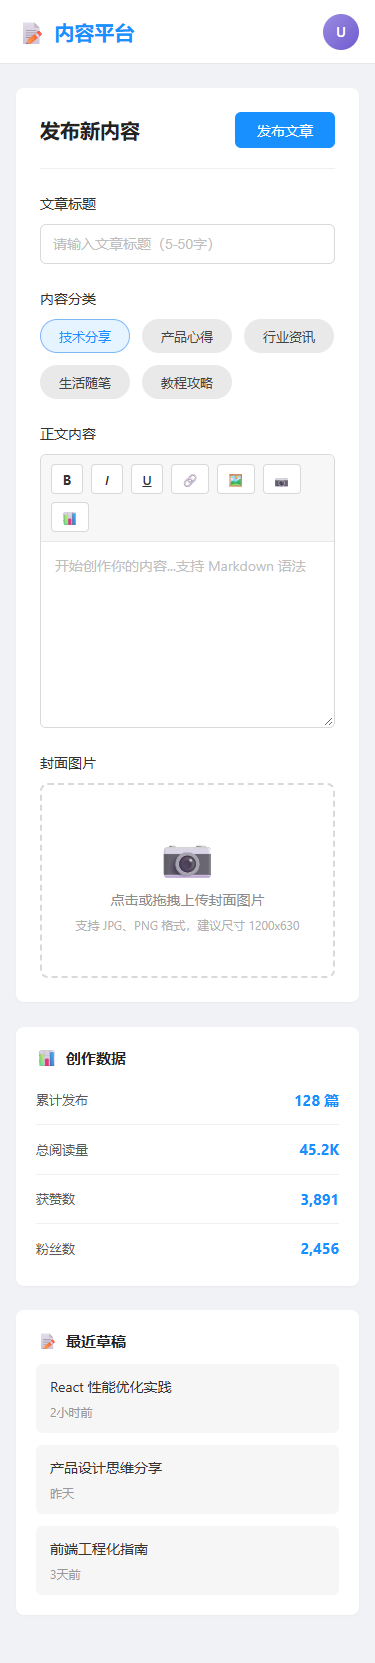 内容平台
U
发布新内容
发布文章
文章标题
请输入文章标题（5-50字）
内容分类
技术分享
产品心得
行业资讯
生活随笔
教程攻略
正文内容
B I U
开始创作你的内容...支持 Markdown 语法
封面图片
点击或拖拽上传封面图片
支持 JPG、PNG 格式，建议尺寸 1200x630
创作数据
累计发布 128 篇
总阅读量 45.2K
获赞数 3,891
粉丝数 2,456
最近草稿
React 性能优化实践
2小时前
产品设计思维分享
昨天
前端工程化指南
3天前